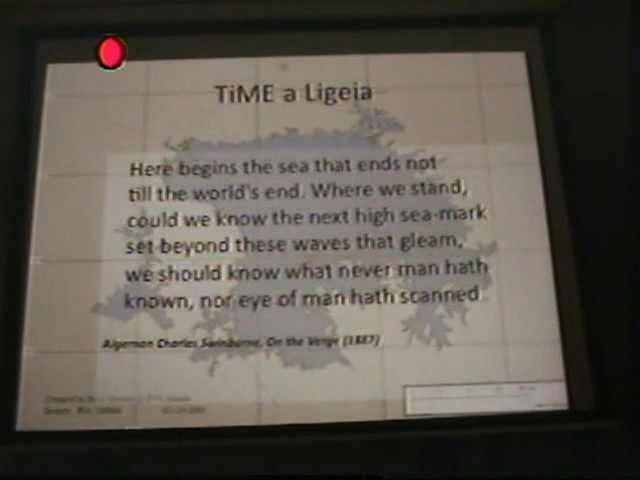 TiME a Ligeia
Here begins the sea that ends not
till the world's end. Where we stand,
could we know the next high sea-mark
set beyond these waves that gleam,
we should know what never man hath
known, nor eye of man hath scanned.
Algernon Charles Swinburne, On the Verge (1887)